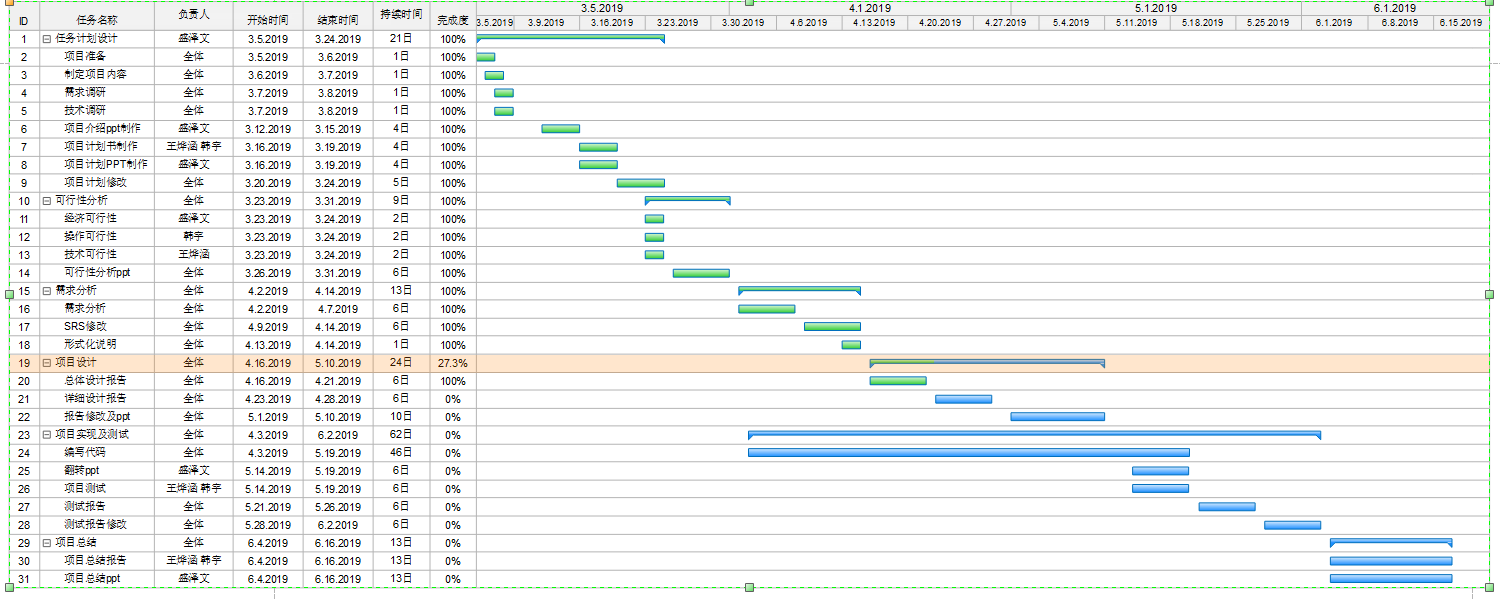 3.5.2019 4.1.2019 5.1.2019 6.1.2019
ID 任务名称 负责人 开始时间 结束时间 持续时间 完成度 3.5.2019 3.9.2019 3.16.2019 3.23.2019 3.30.2019 4.6.2019 4.13.2019 4.20.2019 4.27.2019 5.4.2019 5.11.2019 5.18.2019 5.25.2019 6.1.2019 6.8.2019 6.15.2019
1 任务计划设计 盛泽文 3.5.2019 3.24.2019 21日 100%
2 项目准备 全体 3.5.2019 3.6.2019 1日 100%
3 制定项目内容 全体 3.6.2019 3.7.2019 1日 100%
4 需求调研 全体 3.7.2019 3.8.2019 1日 100%
5 技术调研 全体 3.7.2019 3.8.2019 1日 100%
6 项目介绍ppt制作 盛泽文 3.12.2019 3.15.2019 4日 100%
7 项目计划书制作 王烨涵 韩宇 3.16.2019 3.19.2019 4日 100%
8 项目计划PPT制作 盛泽文 3.16.2019 3.19.2019 4日 100%
9 项目计划修改 全体 3.20.2019 3.24.2019 5日 100%
10 可行性分析 全体 3.23.2019 3.31.2019 9日 100%
11 经济可行性 盛泽文 3.23.2019 3.24.2019 2日 100%
12 操作可行性 韩宇 3.23.2019 3.24.2019 2日 100%
13 技术可行性 王烨涵 3.23.2019 3.24.2019 2日 100%
14 可行性分析ppt 全体 3.26.2019 3.31.2019 6日 100%
15 需求分析 全体 4.2.2019 4.14.2019 13日 100%
16 需求分析 全体 4.2.2019 4.7.2019 6日 100%
17 SRS修改 全体 4.9.2019 4.14.2019 6日 100%
18 形式化说明 全体 4.13.2019 4.14.2019 1日 100%
19 项目设计 全体 4.16.2019 5.10.2019 24日 27.3%
20 总体设计报告 全体 4.16.2019 4.21.2019 6日 100%
21 详细设计报告 全体 4.23.2019 4.28.2019 6日 0%
22 报告修改及ppt 全体 5.1.2019 5.10.2019 10日 0%
23 项目实现及测试 全体 4.3.2019 6.2.2019 62日 0%
24 编写代码 全体 4.3.2019 5.19.2019 46日 0%
25 翻转ppt 盛泽文 5.14.2019 5.19.2019 6日 0%
26 项目测试 王烨涵 韩宇 5.14.2019 5.19.2019 6日 0%
27 测试报告 全体 5.21.2019 5.26.2019 6日 0%
28 测试报告修改 全体 5.28.2019 6.2.2019 6日 0%
29 项目总结 全体 6.4.2019 6.16.2019 13日 0%
30 项目总结报告 王烨涵 韩宇 6.4.2019 6.16.2019 13日 0%
31 项目总结ppt 盛泽文 6.4.2019 6.16.2019 13日 0%